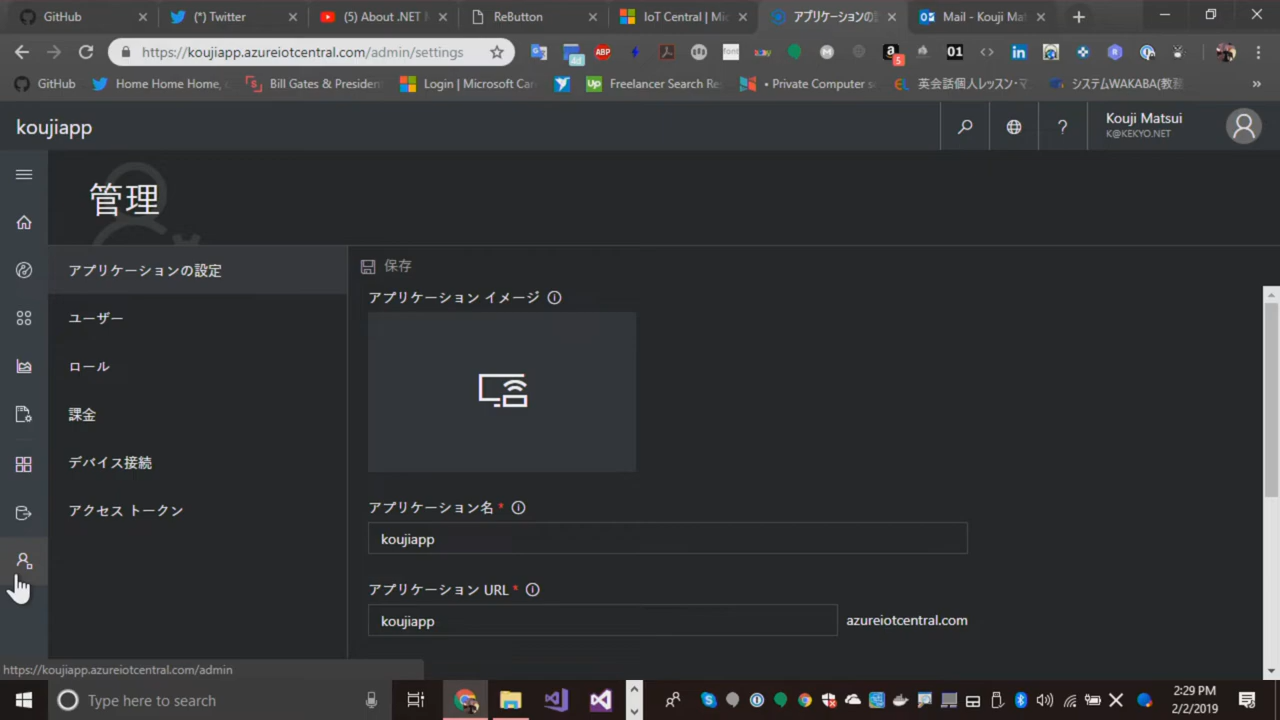 GitHub
(*) Twitter
(5) About .NET
ReButton
IoT Central | Mic
アプリケーションの設
Mail - Kouji Mat
https://koujiapp.azureiotcentral.com/admin/settings
GitHub
Home Home Home,
Bill Gates & President
Login | Microsoft Car
Freelancer Search Re
• Private Computer s
英会話個人レッスン・マ
システムWAKABA(教務
koujiapp
Kouji Matsui
K@KEKYO.NET
管理
アプリケーションの設定
ユーザー
ロール
課金
デバイス接続
アクセス トークン
保存
アプリケーション イメージ
アプリケーション名 *
koujiapp
アプリケーション URL *
koujiapp
azureiotcentral.com
https://koujiapp.azureiotcentral.com/admin
Type here to search
2:29 PM
2/2/2019